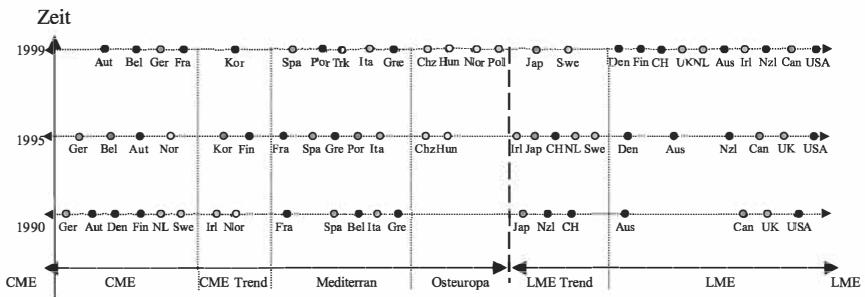 Zeit
1999
Aut Bel Ger Fra Kor Spa Por Trk Ita Gre Chz Hun Nor Pol Jap Swe Den Fin CH UK NL Aus Irl Nzl Can USA
1995
Ger Bel Aut Nor Kor Fin Fra Spa Gre Por Ita Chz Hun Irl Jap CH NL Swe Den Aus Nzl Can UK USA
1990
Ger Aut Den Fin NL Swe Irl Nor Fra Spa Bel Ita Gre Jap Nzl CH Aus Can UK USA
CME CME CME Trend Mediterran Osteuropa LME Trend LME LME